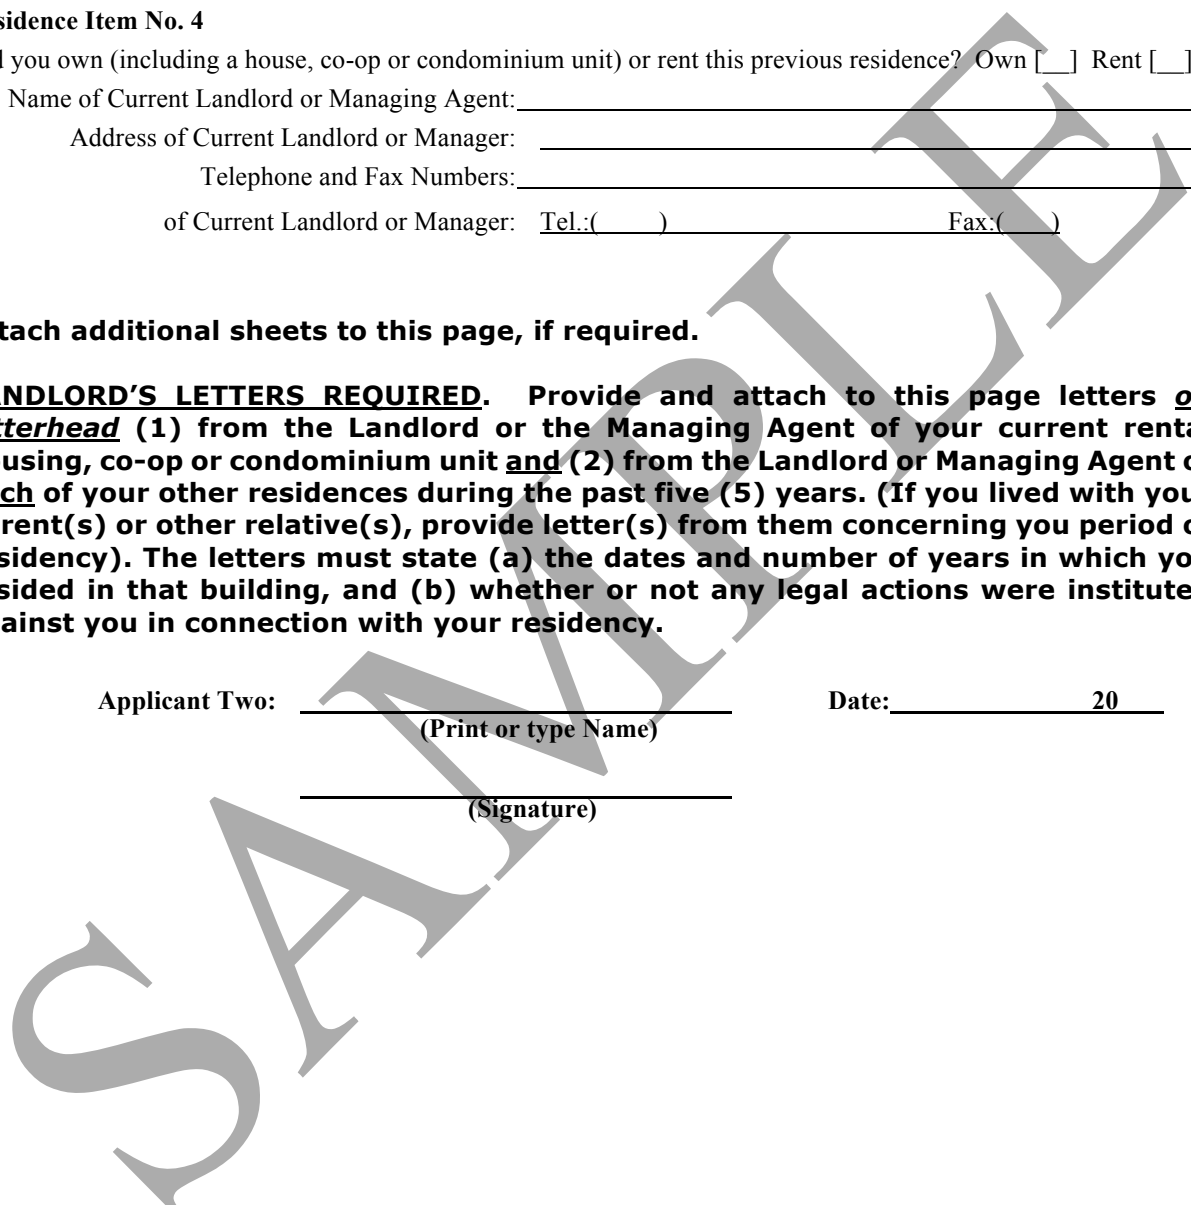 sidence Item No. 4
d you own (including a house, co-op or condominium unit) or rent this previous residence? Own [__] Rent [__]
Name of Current Landlord or Managing Agent:
Address of Current Landlord or Manager:
Telephone and Fax Numbers:
of Current Landlord or Manager: Tel.:( ) Fax:( )
tach additional sheets to this page, if required.
NDLORD’S LETTERS REQUIRED. Provide and attach to this page letters o
tterhead (1) from the Landlord or the Managing Agent of your current renta
using, co-op or condominium unit and (2) from the Landlord or Managing Agent o
ch of your other residences during the past five (5) years. (If you lived with you
rent(s) or other relative(s), provide letter(s) from them concerning you period o
sidency). The letters must state (a) the dates and number of years in which yo
sided in that building, and (b) whether or not any legal actions were institute
ainst you in connection with your residency.
Applicant Two: Date: 20
(Print or type Name)
(Signature)
SAMPLE